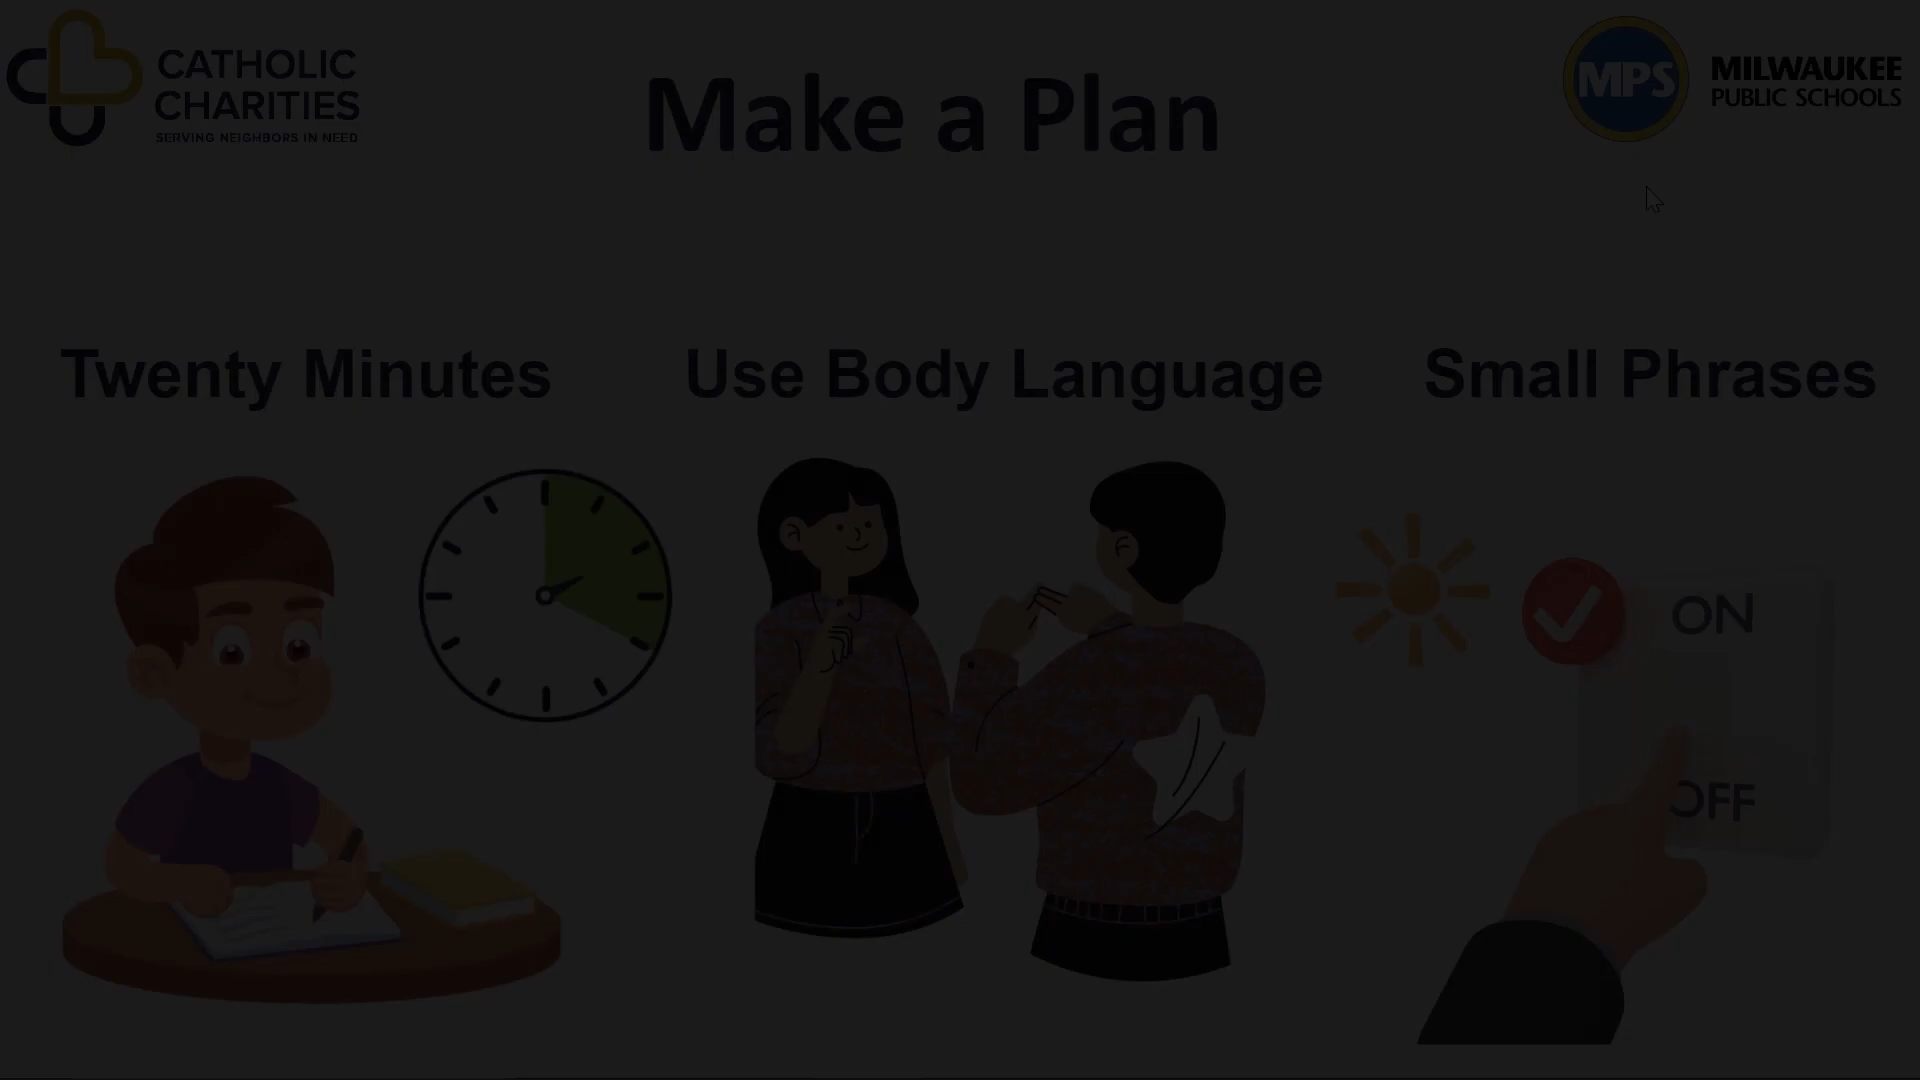 CATHOLIC
CHARITIES
SERVING NEIGHBORS IN NEED
Make a Plan
MPS
MILWAUKEE
PUBLIC SCHOOLS
Twenty Minutes
Use Body Language
Small Phrases
ON
OFF